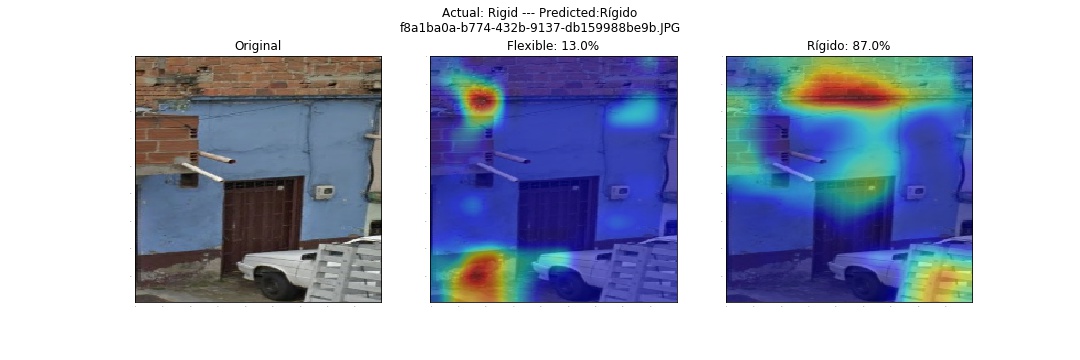 Actual: Rigid --- Predicted:Rígido
f8a1ba0a-b774-432b-9137-db159988be9b.JPG
Original
Flexible: 13.0%
Rígido: 87.0%